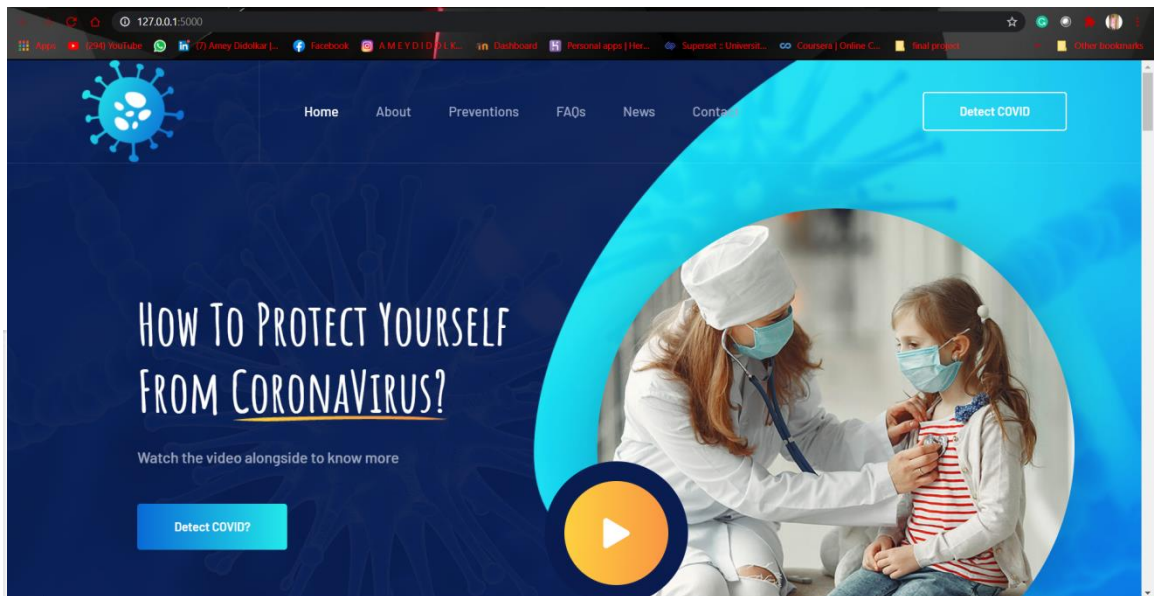 127.0.0.1:5000
Apps (294) YouTube (7) Amey Didolkar |... Facebook A M E Y D I D O L K... Dashboard Personal apps | Her... Superset :: Universit... Coursera | Online C... final project Other bookmarks
Home About Preventions FAQs News Contact Detect COVID
How To Protect Yourself
From CoronaVirus?
Watch the video alongside to know more
Detect COVID?